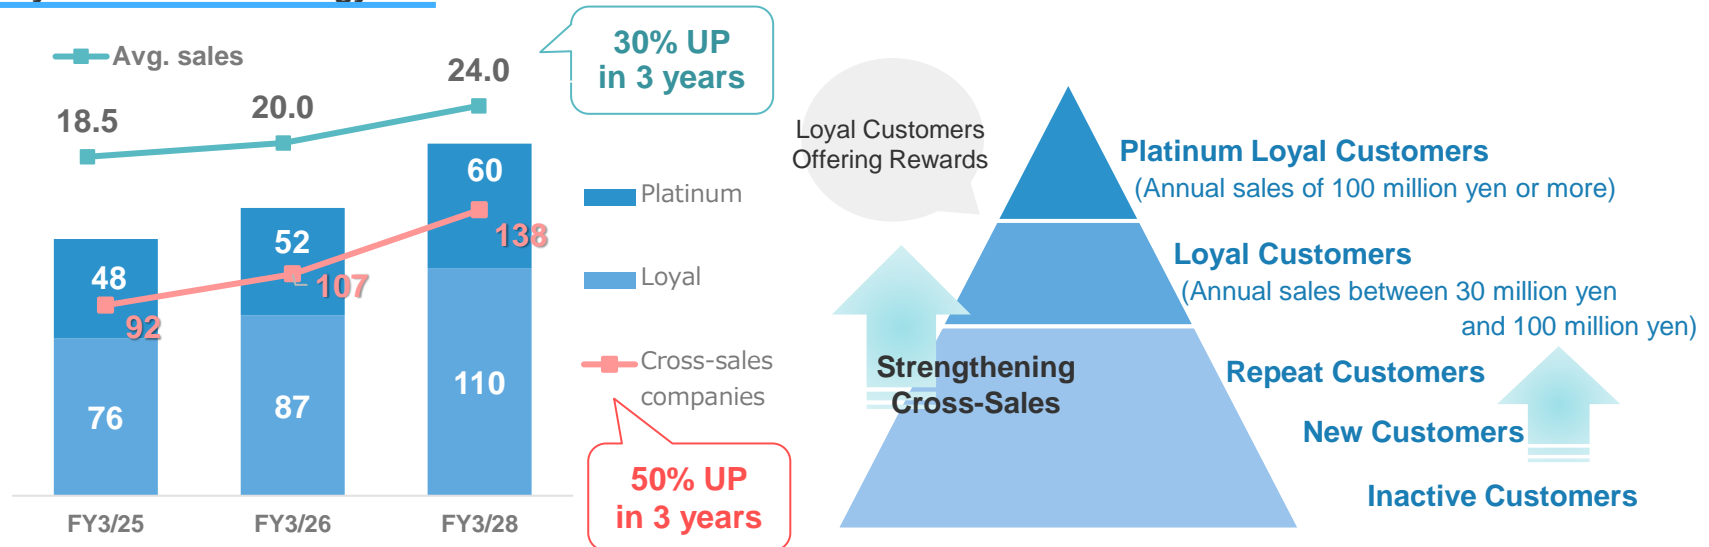 Avg. sales
18.5
20.0
24.0
30% UP
in 3 years
48
52
60
92
107
138
76
87
110
FY3/25
FY3/26
FY3/28
Platinum
Loyal
Cross-sales
companies
50% UP
in 3 years
Loyal Customers
Offering Rewards
Strengthening
Cross-Sales
Platinum Loyal Customers
(Annual sales of 100 million yen or more)
Loyal Customers
(Annual sales between 30 million yen
and 100 million yen)
Repeat Customers
New Customers
Inactive Customers